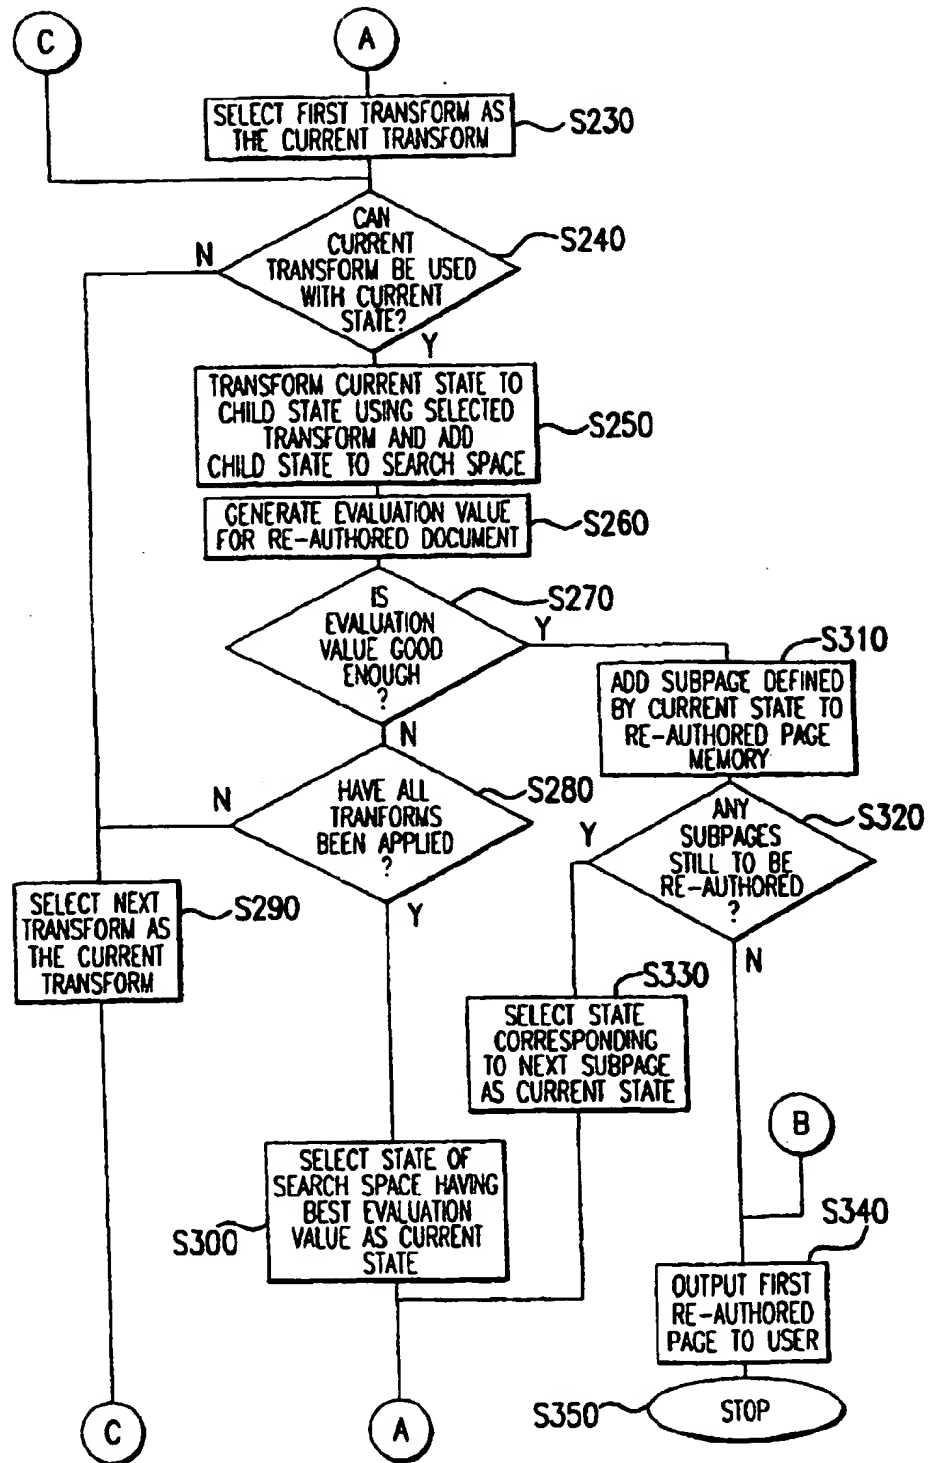 C
A
SELECT FIRST TRANSFORM AS
THE CURRENT TRANSFORM
S230
CAN
CURRENT
TRANSFORM BE USED
WITH CURRENT
STATE?
S240
N
Y
TRANSFORM CURRENT STATE TO
CHILD STATE USING SELECTED
TRANSFORM AND ADD
CHILD STATE TO SEARCH SPACE
S250
GENERATE EVALUATION VALUE
FOR RE-AUTHORED DOCUMENT
S260
IS
EVALUATION
VALUE GOOD
ENOUGH
?
S270
Y
N
S310
ADD SUBPAGE DEFINED
BY CURRENT STATE TO
RE-AUTHORED PAGE
MEMORY
HAVE ALL
TRANFORMS
BEEN APPLIED
?
S280
N
Y
ANY
SUBPAGES
STILL TO BE
RE-AUTHORED
?
S320
Y
N
SELECT NEXT
TRANSFORM AS
THE CURRENT
TRANSFORM
S290
S330
SELECT STATE
CORRESPONDING
TO NEXT SUBPAGE
AS CURRENT STATE
B
SELECT STATE OF
SEARCH SPACE HAVING
BEST EVALUATION
VALUE AS CURRENT
STATE
S300
S340
OUTPUT FIRST
RE-AUTHORED
PAGE TO USER
S350
STOP
C
A